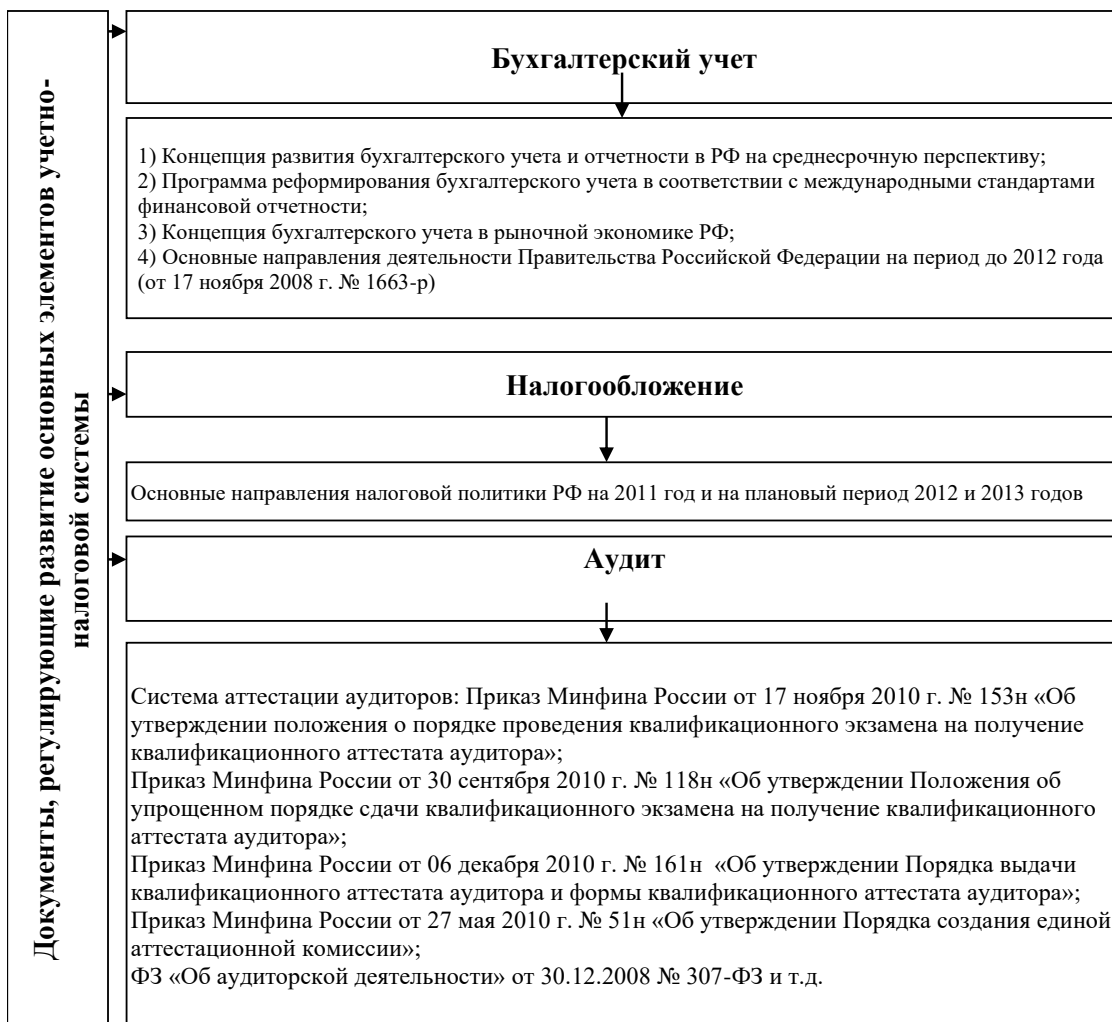 Документы, регулирующие развитие основных элементов учетно-
налоговой системы
Бухгалтерский учет
1) Концепция развития бухгалтерского учета и отчетности в РФ на среднесрочную перспективу;
2) Программа реформирования бухгалтерского учета в соответствии с международными стандартами
финансовой отчетности;
3) Концепция бухгалтерского учета в рыночной экономике РФ;
4) Основные направления деятельности Правительства Российской Федерации на период до 2012 года
(от 17 ноября 2008 г. № 1663-р)
Налогообложение
Основные направления налоговой политики РФ на 2011 год и на плановый период 2012 и 2013 годов
Аудит
Система аттестации аудиторов: Приказ Минфина России от 17 ноября 2010 г. № 153н «Об
утверждении положения о порядке проведения квалификационного экзамена на получение
квалификационного аттестата аудитора»;
Приказ Минфина России от 30 сентября 2010 г. № 118н «Об утверждении Положения об
упрощенном порядке сдачи квалификационного экзамена на получение квалификационного
аттестата аудитора»;
Приказ Минфина России от 06 декабря 2010 г. № 161н «Об утверждении Порядка выдачи
квалификационного аттестата аудитора и формы квалификационного аттестата аудитора»;
Приказ Минфина России от 27 мая 2010 г. № 51н «Об утверждении Порядка создания единой
аттестационной комиссии»;
ФЗ «Об аудиторской деятельности» от 30.12.2008 № 307-ФЗ и т.д.